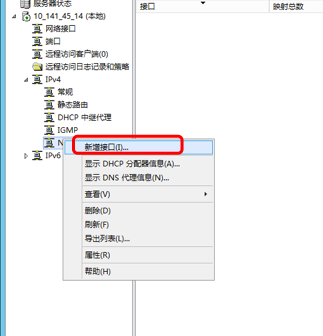 服务器状态
接口 映射总数
10_141_45_14 (本地)
网络接口
端口
远程访问客户端(0)
远程访问日志记录和策略
IPv4
常规
静态路由
DHCP 中继代理
IGMP
N
新增接口(I)...
IPv6
显示 DHCP 分配器信息(A)...
显示 DNS 代理信息(N)...
查看(V)
删除(D)
刷新(F)
导出列表(L)...
属性(R)
帮助(H)